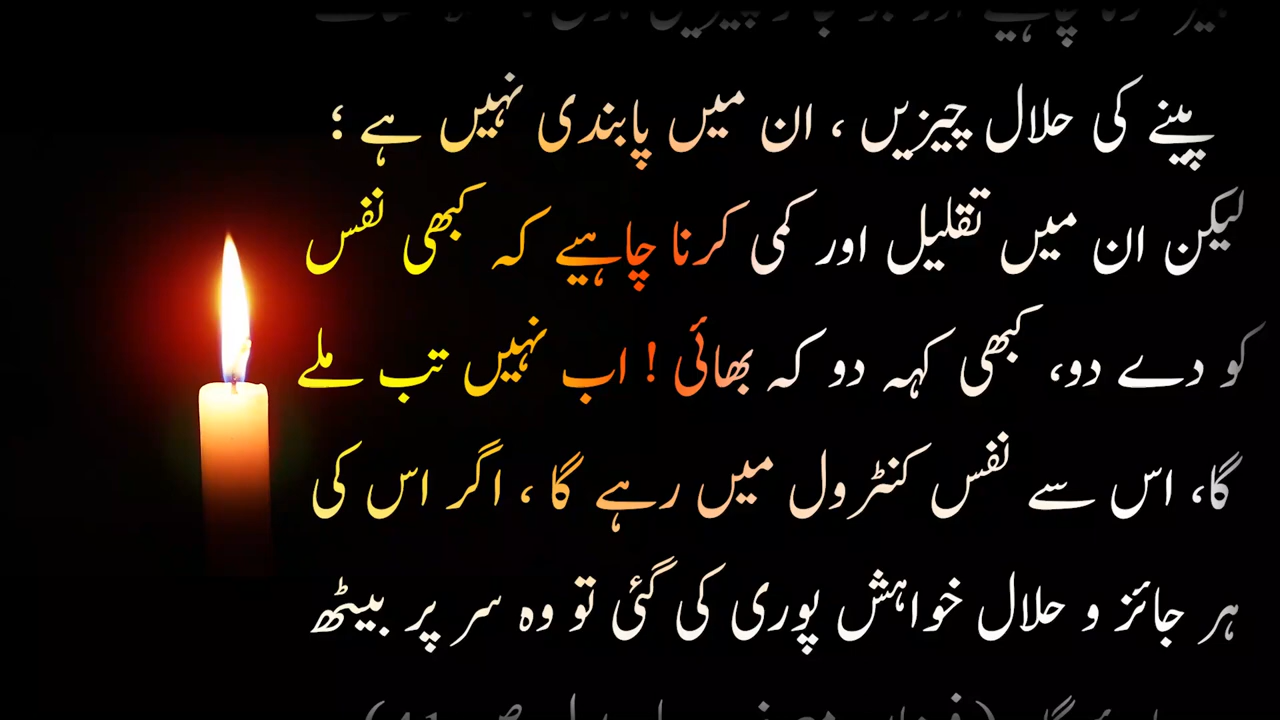 پینے کی حلال چیزیں ، ان میں پابندی نہیں ہے ؛
لیکن ان میں تقلیل اور کمی کرنا چاہیے کہ کبھی نفس
کو دے دو، کبھی کہہ دو کہ بھائی ! اب نہیں تب ملے
گا، اس سے نفس کنٹرول میں رہے گا ، اگر اس کی
ہر جائز و حلال خواہش پوری کی گئی تو وہ سر پر بیٹھ